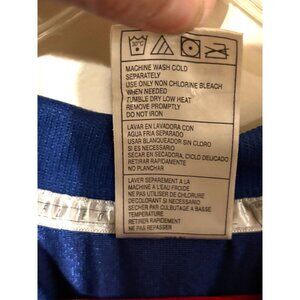 30°C
MACHINE WASH COLD
SEPARATELY
USE ONLY NON CHLORINE BLEACH
WHEN NEEDED
TUMBLE DRY LOW HEAT
REMOVE PROMPTLY
DO NOT IRON
LAVAR EN LAVADORA CON
AGUA FRIA SEPARADO
USAR BLANQUEADOR SIN CLORO
SI ES NECESSARIO
SECAR EN SECADORA, CICLO DELICADO
RETIRAR RAPIDAMENTE
NO PLANCHAR
LAVER SEPAREMENT A LA
MACHINE A L'EAU FROIDE
NE PAS UTILISER DE CHLORURE
DECOLORANT SI NECESSAIRE
SECHER PAR CULBUTAGE A BASSE
TEMPERATURE
RETIRER RAPIDEMENT
NE PAS REPASSER